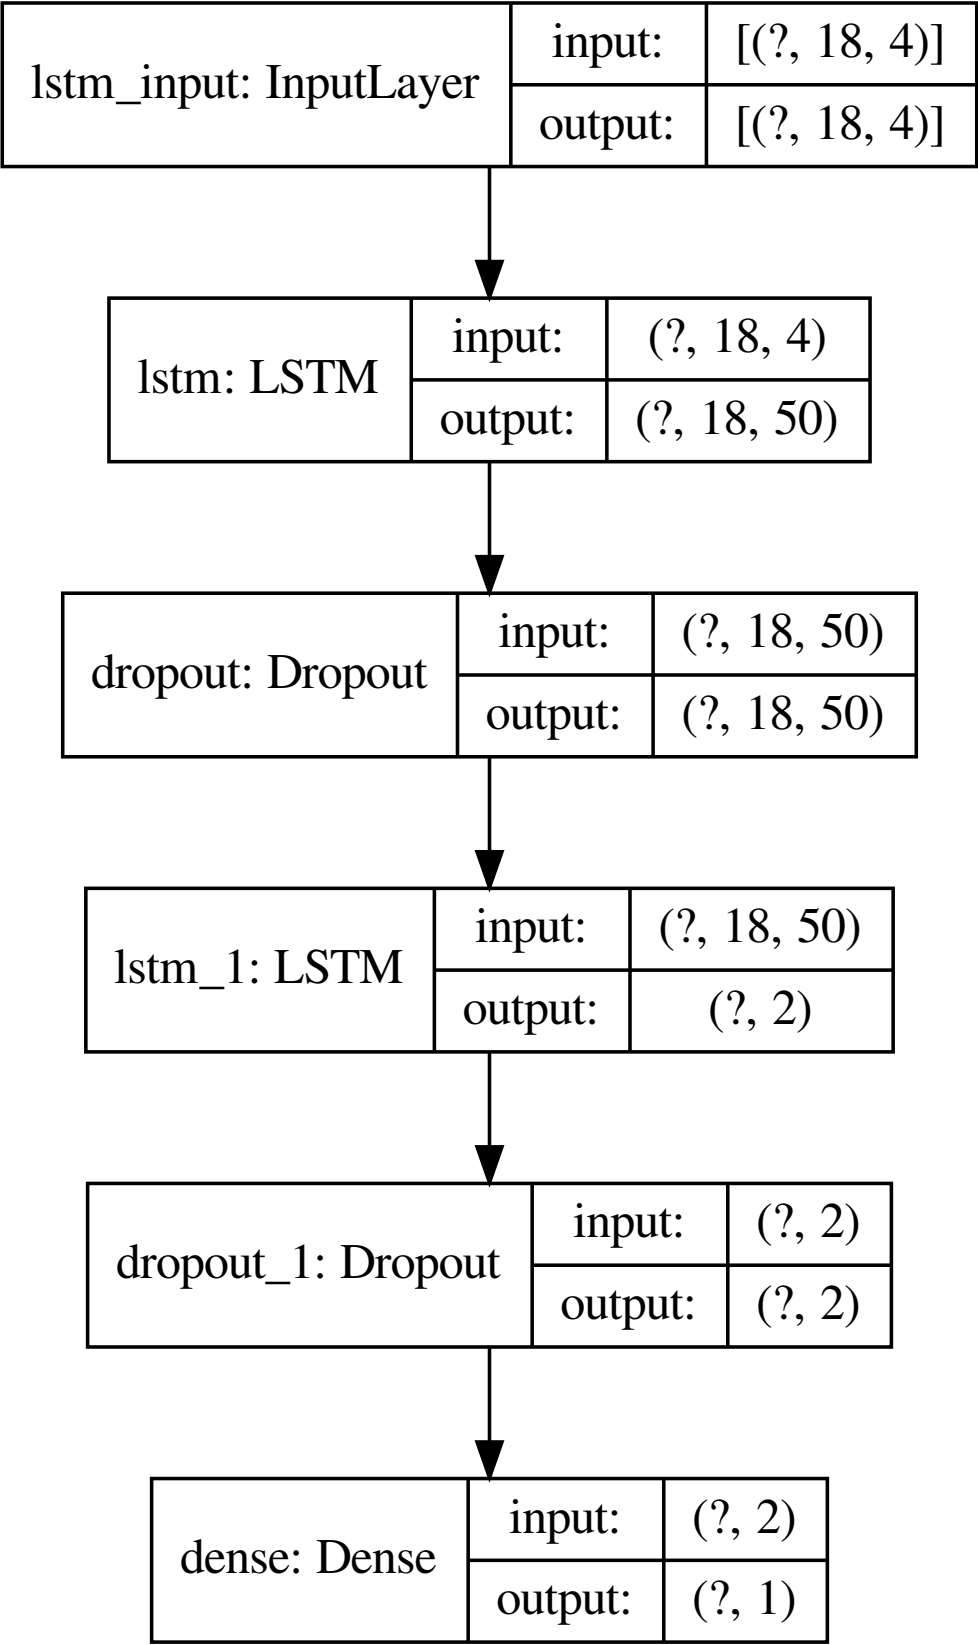 lstm_input: InputLayer
input: [(?, 18, 4)]
output: [(?, 18, 4)]
lstm: LSTM
input: (?, 18, 4)
output: (?, 18, 50)
dropout: Dropout
input: (?, 18, 50)
output: (?, 18, 50)
lstm_1: LSTM
input: (?, 18, 50)
output: (?, 2)
dropout_1: Dropout
input: (?, 2)
output: (?, 2)
dense: Dense
input: (?, 2)
output: (?, 1)